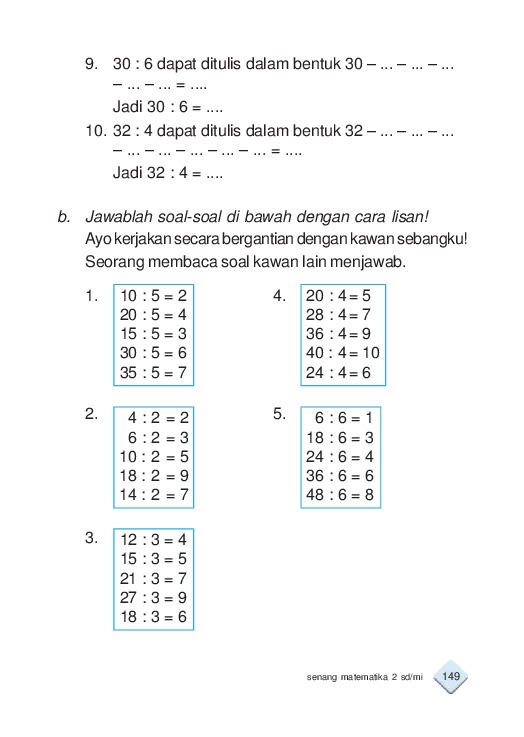 9. 30 : 6 dapat ditulis dalam bentuk 30 – ... – ... – ...
– ... – ... = ....
Jadi 30 : 6 = ....
10. 32 : 4 dapat ditulis dalam bentuk 32 – ... – ... – ...
– ... – ... – ... – ... – ... = ....
Jadi 32 : 4 = ....
b. Jawablah soal-soal di bawah dengan cara lisan!
Ayo kerjakan secara bergantian dengan kawan sebangku!
Seorang membaca soal kawan lain menjawab.
1. 10 : 5 = 2
20 : 5 = 4
15 : 5 = 3
30 : 5 = 6
35 : 5 = 7
2. 4 : 2 = 2
6 : 2 = 3
10 : 2 = 5
18 : 2 = 9
14 : 2 = 7
3. 12 : 3 = 4
15 : 3 = 5
21 : 3 = 7
27 : 3 = 9
18 : 3 = 6
4. 20 : 4 = 5
28 : 4 = 7
36 : 4 = 9
40 : 4 = 10
24 : 4 = 6
5. 6 : 6 = 1
18 : 6 = 3
24 : 6 = 4
36 : 6 = 6
48 : 6 = 8
senang matematika 2 sd/mi 149